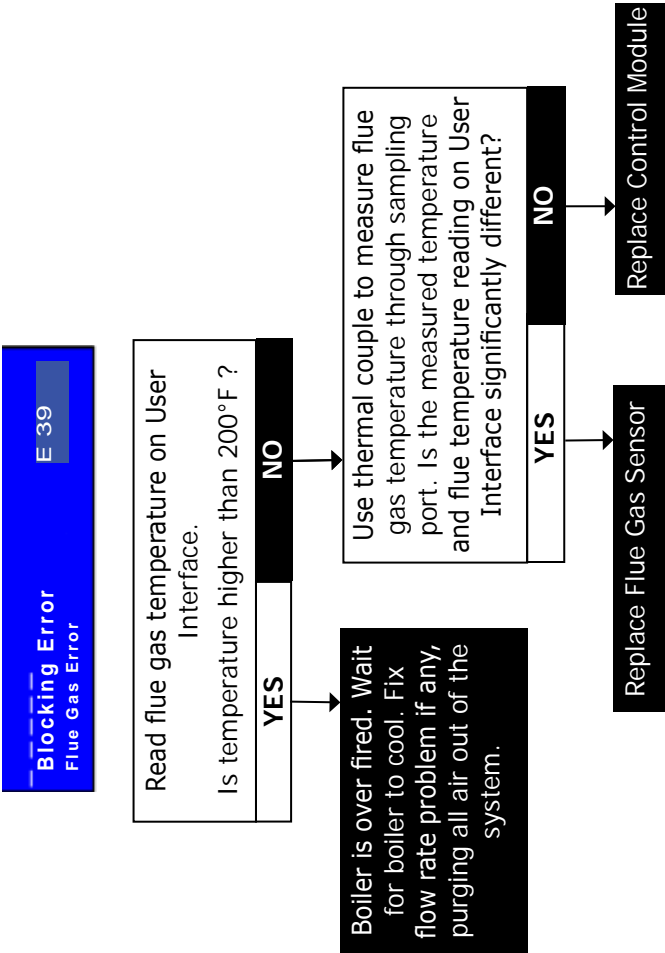 Blocking Error
E 39
Flue Gas Error
Read flue gas temperature on User
Interface.
Is temperature higher than 200°F ?
YES
NO
Boiler is over fired. Wait
for boiler to cool. Fix
flow rate problem if any,
purging all air out of the
system.
Use thermal couple to measure flue
gas temperature through sampling
port. Is the measured temperature
and flue temperature reading on User
Interface significantly different?
YES
NO
Replace Flue Gas Sensor
Replace Control Module